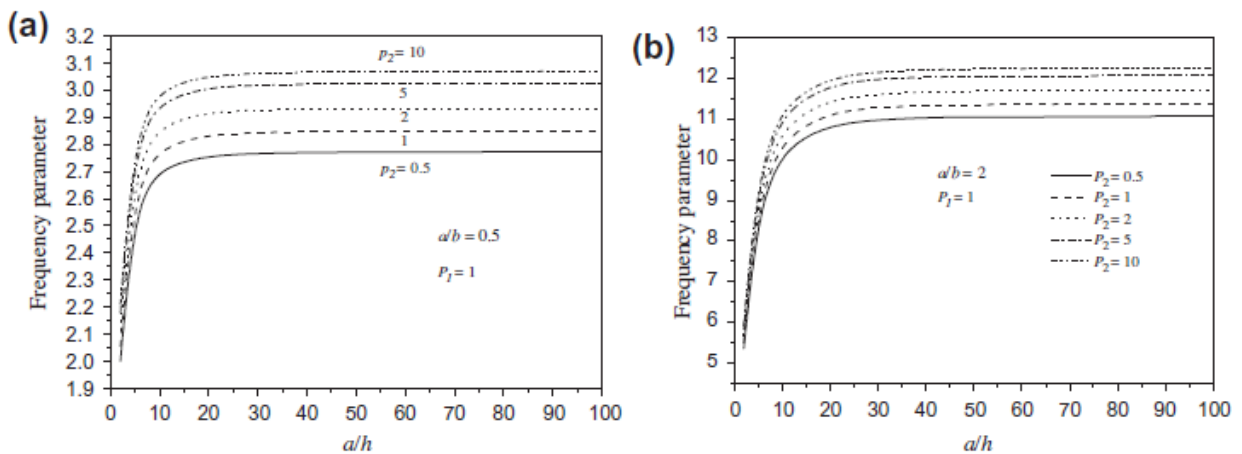 (a)
3.2
3.1
3.0
2.9
2.8
2.7
2.6
2.5
2.4
2.3
2.2
2.1
2.0
1.9
Frequency parameter
p2= 10
5
2
1
p2= 0.5
a/b = 0.5
P1= 1
0 10 20 30 40 50 60 70 80 90 100
a/h
(b)
13
12
11
10
9
8
7
6
5
Frequency parameter
a/b= 2
P1= 1
P2= 0.5
P2= 1
P2= 2
P2= 5
P2= 10
0 10 20 30 40 50 60 70 80 90 100
a/h